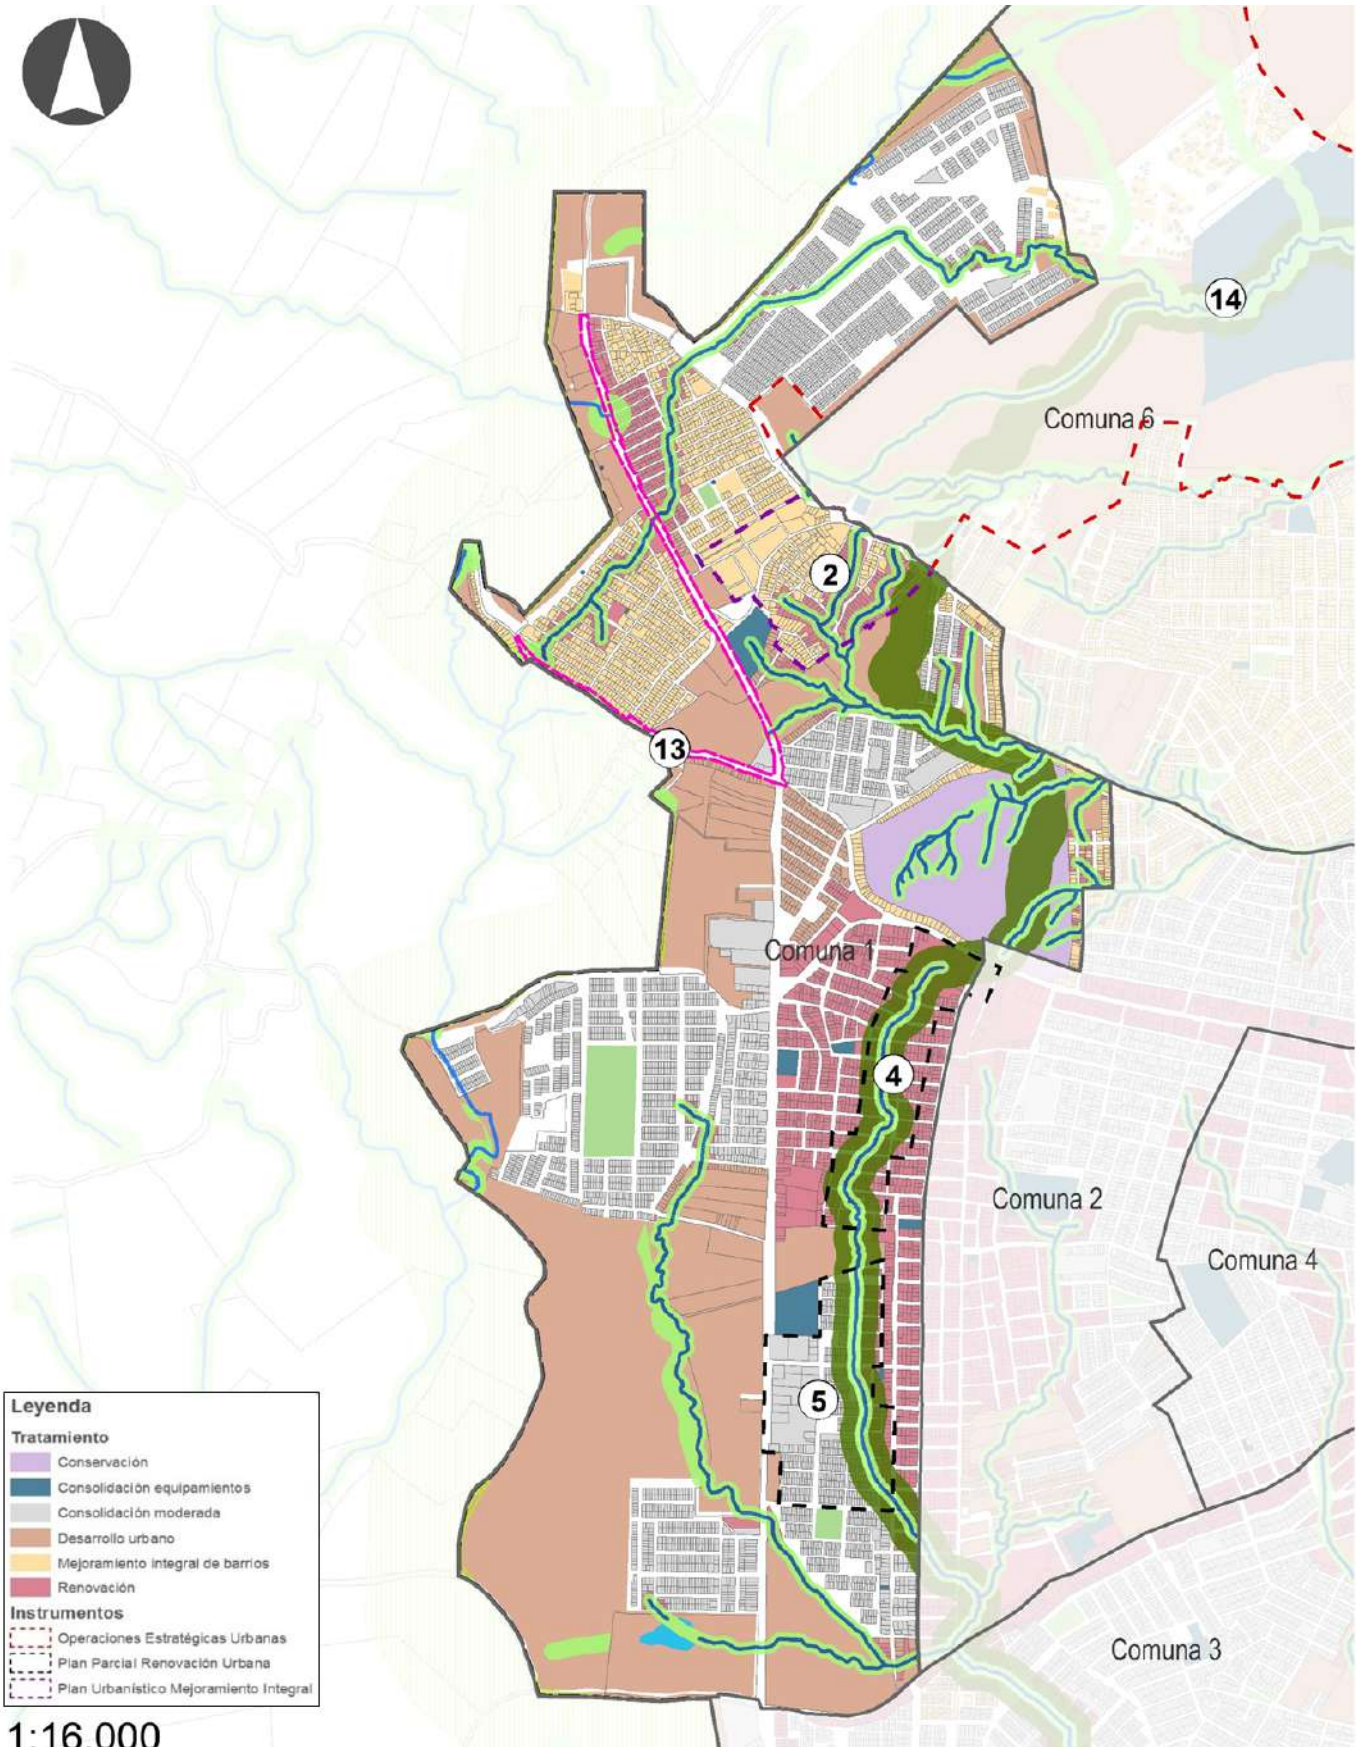 14
Comuna 6
2
13
Comuna 1
4
Comuna 2
Comuna 4
5
Leyenda
Tratamiento
Conservación
Consolidación equipamientos
Consolidación moderada
Desarrollo urbano
Mejoramiento integral de barrios
Renovación
Instrumentos
Operaciones Estratégicas Urbanas
Plan Parcial Renovación Urbana
Plan Urbanístico Mejoramiento Integral
Comuna 3
1:16.000